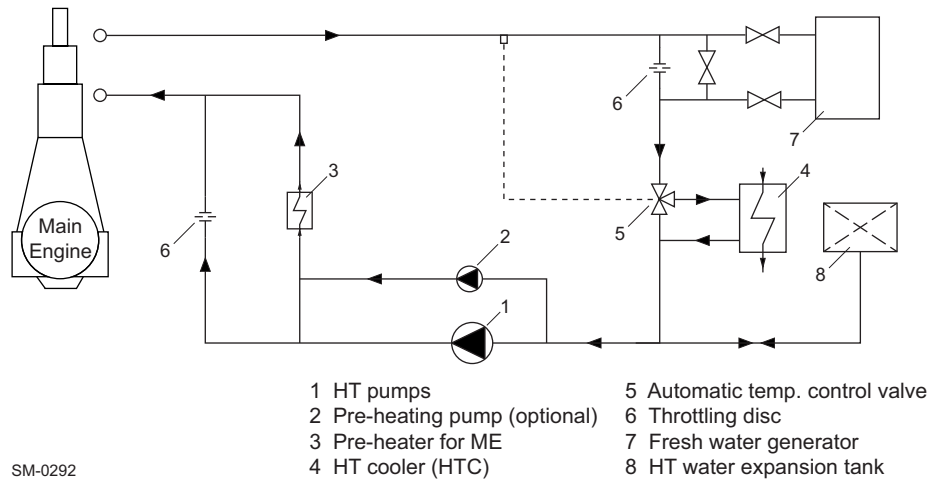 6
7
3
4
Main
Engine
6
5
2
8
1
1 HT pumps
2 Pre-heating pump (optional)
3 Pre-heater for ME
4 HT cooler (HTC)
5 Automatic temp. control valve
6 Throttling disc
7 Fresh water generator
8 HT water expansion tank
SM-0292